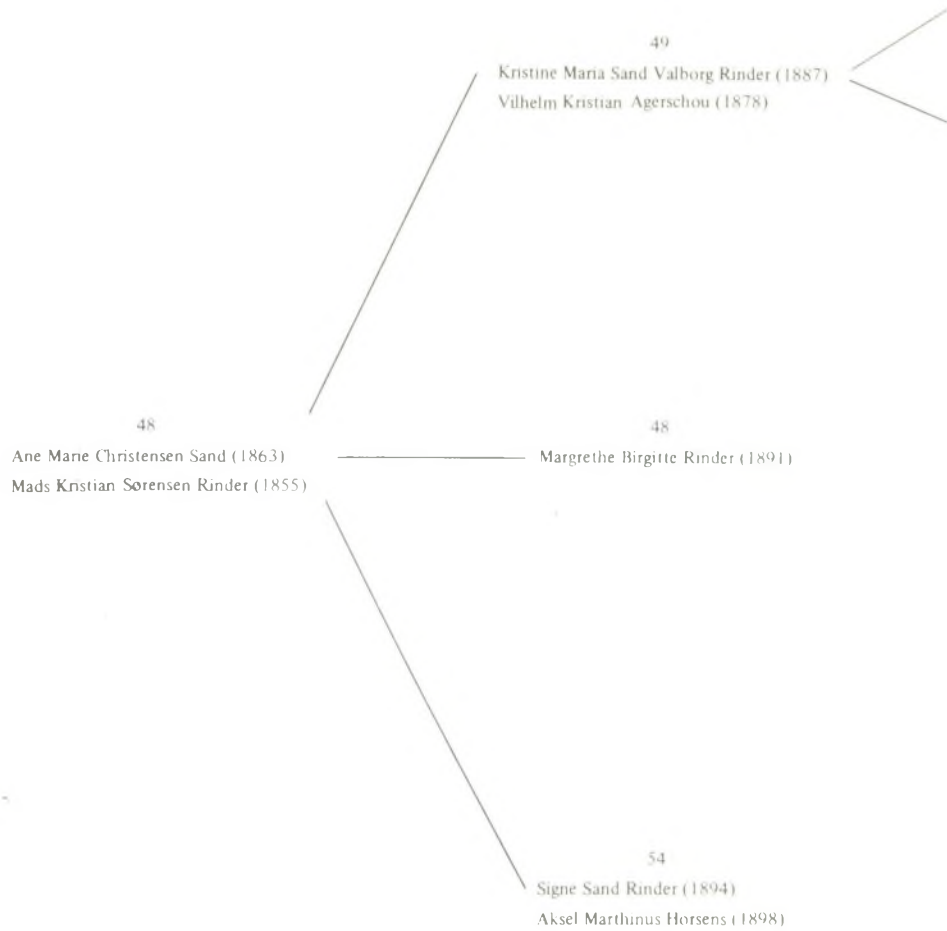 49
Kristine Maria Sand Valborg Rinder (1887)
Vilhelm Kristian Agerschou (1878)
48
Ane Marie Christensen Sand (1863)
Mads Kristian Sørensen Rinder (1855)
48
Margrethe Birgitte Rinder (1891)
54
Signe Sand Rinder (1894)
Aksel Marthinus Horsens (1898)